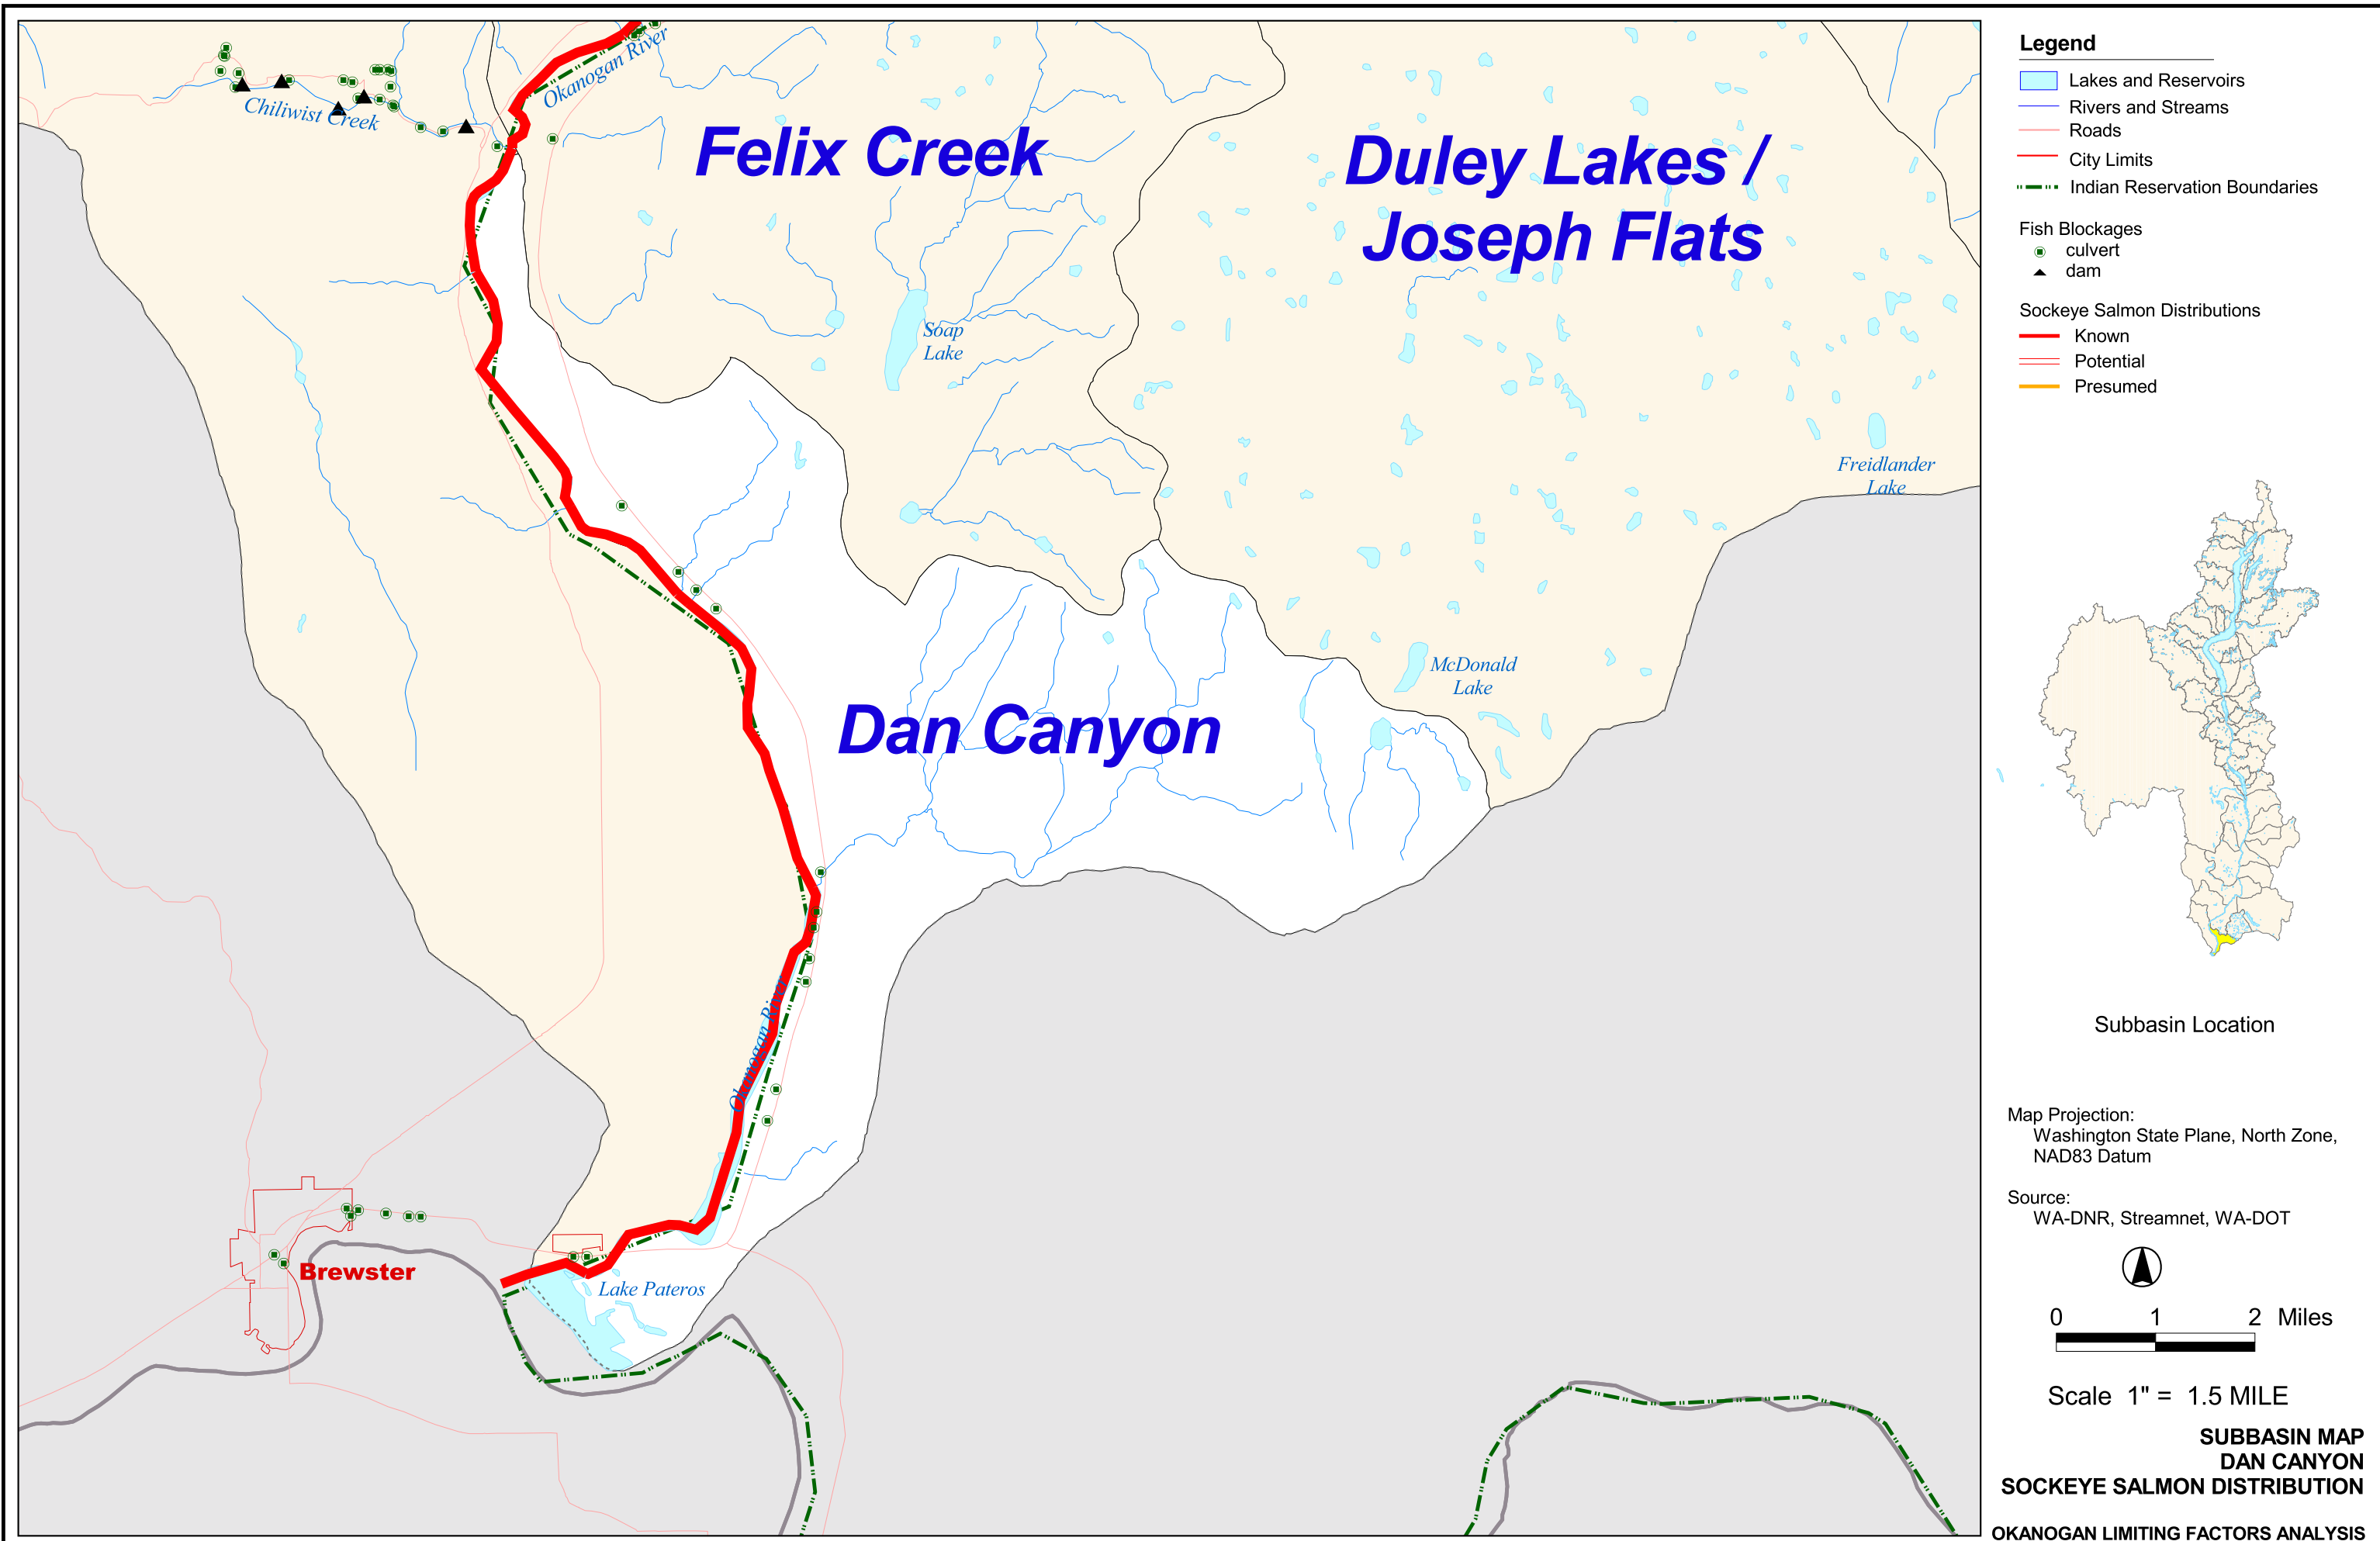 Okanogan River
Chiliwist Creek
Felix Creek
Duley Lakes /
Joseph Flats
Soap
Lake
Freidlander
Lake
McDonald
Lake
Dan Canyon
Okanogan River
Brewster
Lake Pateros
Legend
Lakes and Reservoirs
Rivers and Streams
Roads
City Limits
Indian Reservation Boundaries
Fish Blockages
culvert
dam
Sockeye Salmon Distributions
Known
Potential
Presumed
Subbasin Location
Map Projection:
Washington State Plane, North Zone,
NAD83 Datum
Source:
WA-DNR, Streamnet, WA-DOT
0 1 2 Miles
Scale 1" = 1.5 MILE
SUBBASIN MAP
DAN CANYON
SOCKEYE SALMON DISTRIBUTION
OKANOGAN LIMITING FACTORS ANALYSIS